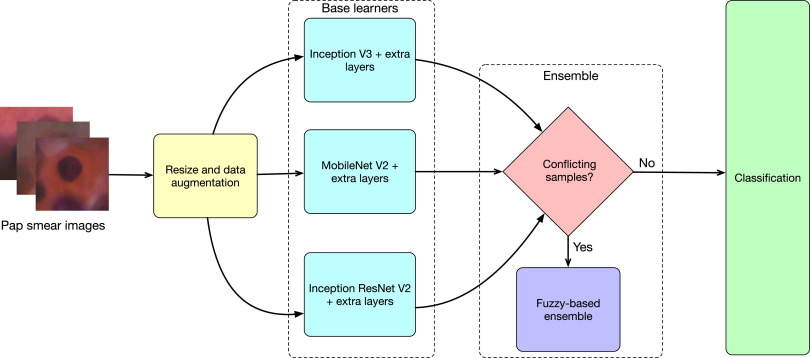 Base learners
Inception V3 + extra
layers
Ensemble
Pap smear images
Resize and data
augmentation
MobileNet V2 +
extra layers
Conflicting
samples?
No
Classification
Yes
Inception ResNet V2
+ extra layers
Fuzzy-based
ensemble